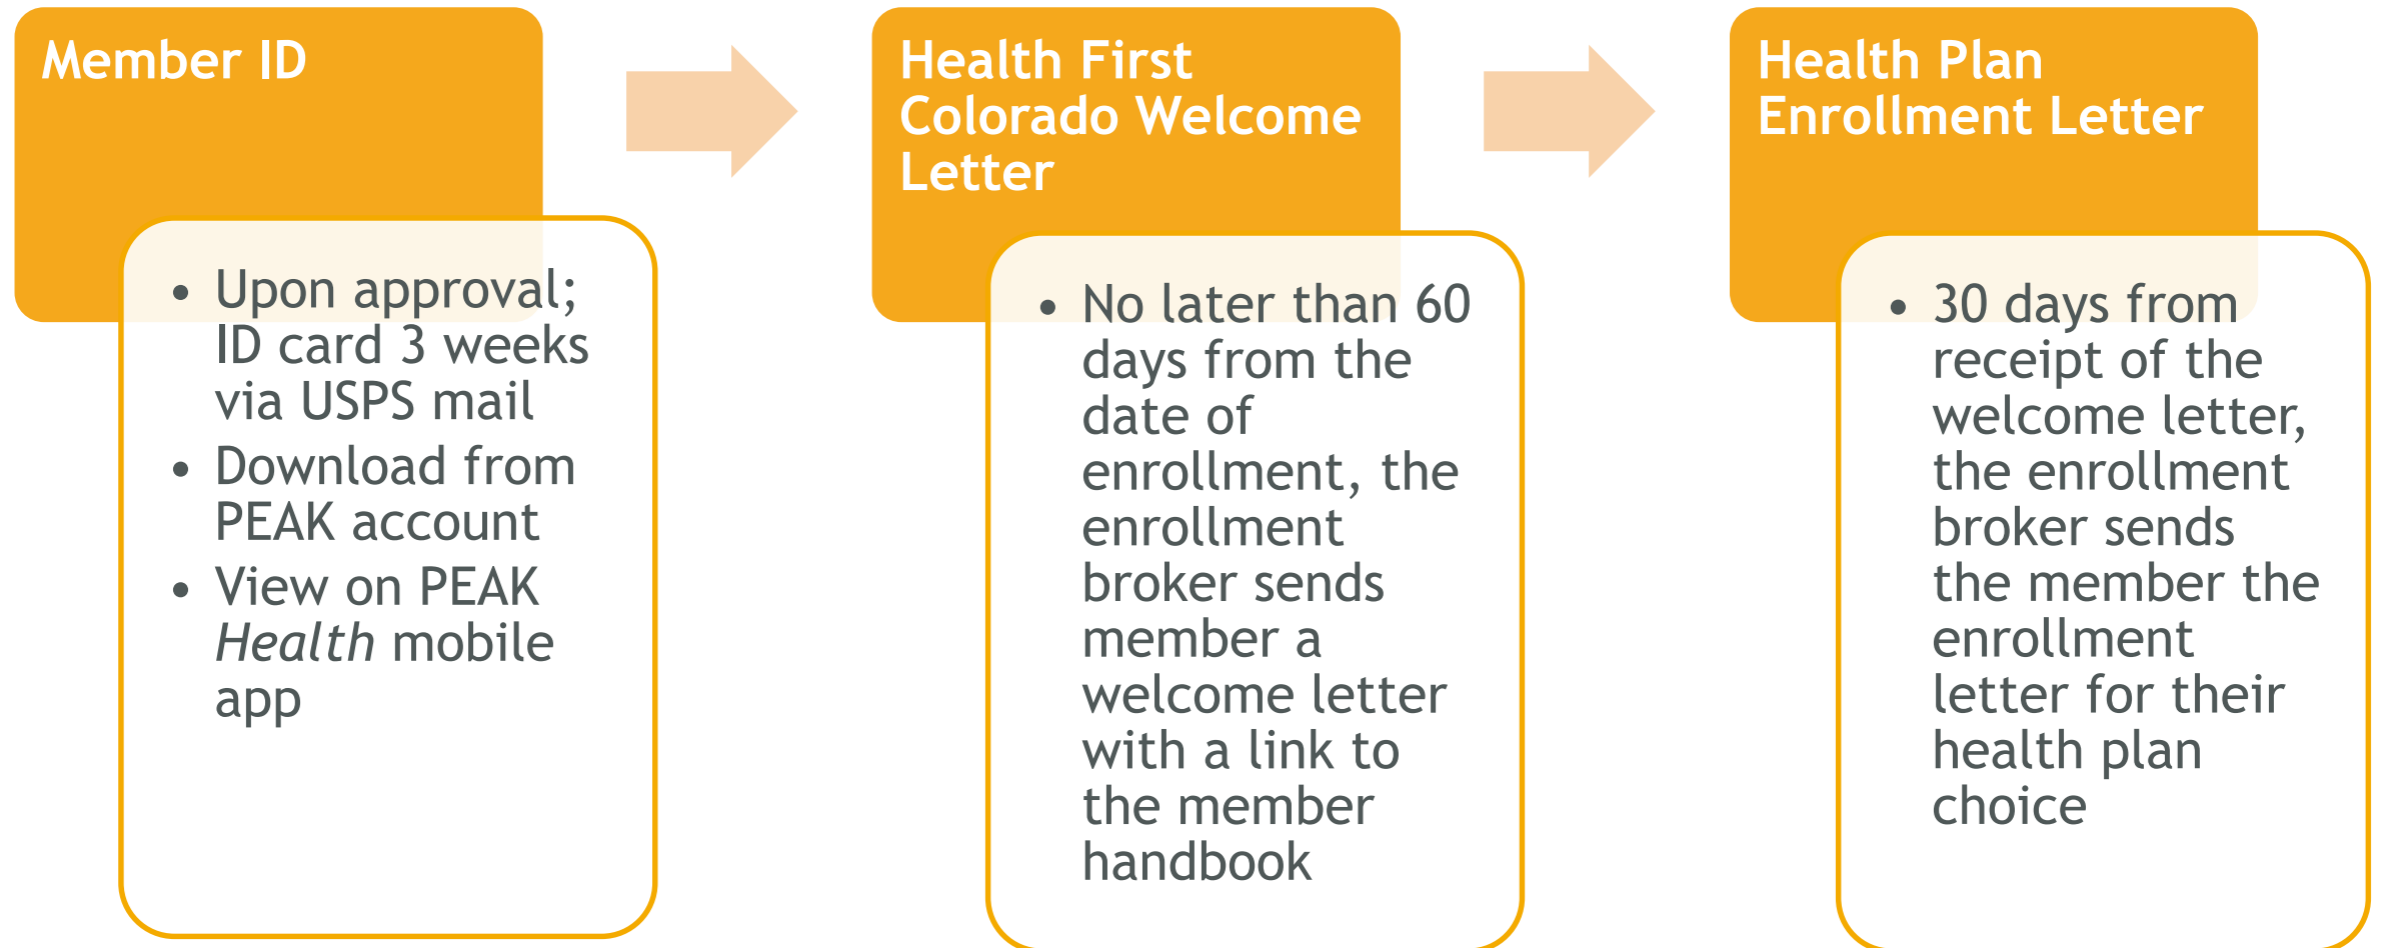 Member ID
• Upon approval;
ID card 3 weeks
via USPS mail
• Download from
PEAK account
• View on PEAK
Health mobile
app
Health First
Colorado Welcome
Letter
• No later than 60
days from the
date of
enrollment, the
enrollment
broker sends
member a
welcome letter
with a link to
the member
handbook
Health Plan
Enrollment Letter
• 30 days from
receipt of the
welcome letter,
the enrollment
broker sends
the member the
enrollment
letter for their
health plan
choice